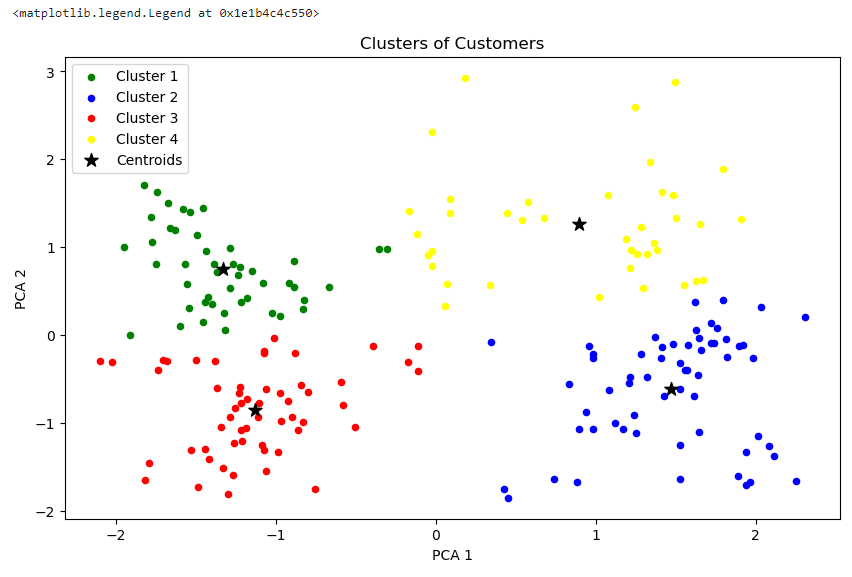 <matplotlib.legend.Legend at 0x1e1b4c4c550>
Clusters of Customers
Cluster 1
Cluster 2
Cluster 3
Cluster 4
Centroids
PCA 2
3
2
1
0
−1
−2
−2 −1 0 1 2
PCA 1